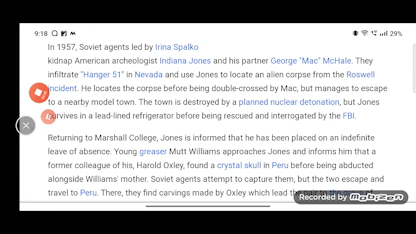 9:18
29%
In 1957, Soviet agents led by Irina Spalko
kidnap American archeologist Indiana Jones and his partner George "Mac" McHale. They
infiltrate "Hanger 51" in Nevada and use Jones to locate an alien corpse from the Roswell
incident. He locates the corpse before being double-crossed by Mac, but manages to escape
to a nearby model town. The town is destroyed by a planned nuclear detonation, but Jones
survives in a lead-lined refrigerator before being rescued and interrogated by the FBI.
Returning to Marshall College, Jones is informed that he has been placed on an indefinite
leave of absence. Young greaser Mutt Williams approaches Jones and informs him that a
former colleague of his, Harold Oxley, found a crystal skull in Peru before being abducted
alongside Williams' mother. Soviet agents attempt to capture them, but the two escape and
travel to Peru. There, they find carvings made by Oxley which lead the pair to the
Recorded by Mobizen